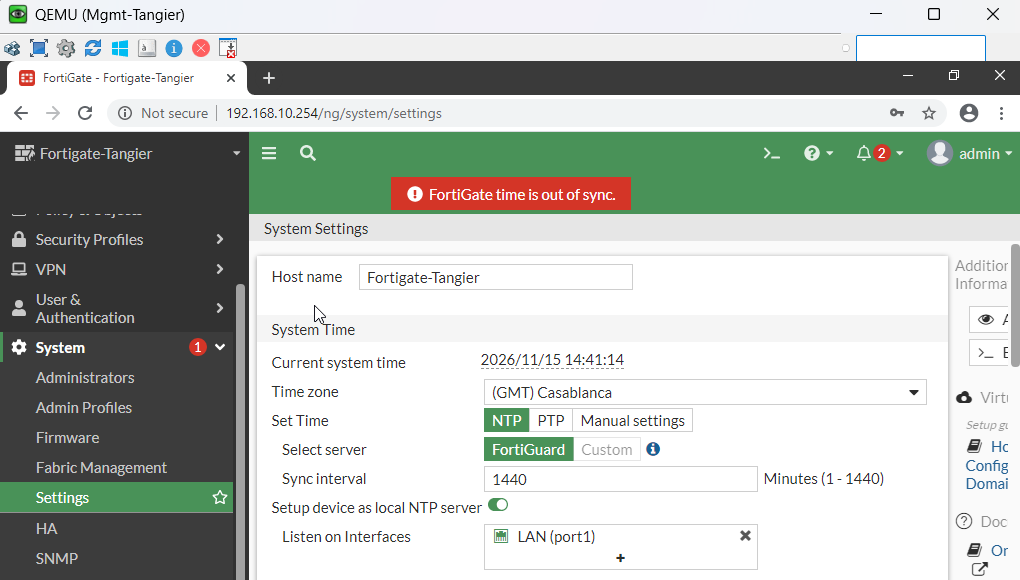 QEMU (Mgmt-Tangier)
FortiGate - Fortigate-Tangier
Not secure 192.168.10.254/ng/system/settings
Fortigate-Tangier
2 admin
FortiGate time is out of sync.
Security Profiles
VPN
User &
Authentication
System 1
Administrators
Admin Profiles
Firmware
Fabric Management
Settings
HA
SNMP
System Settings
Host name Fortigate-Tangier
System Time
Current system time 2026/11/15 14:41:14
Time zone (GMT) Casablanca
Set Time NTP PTP Manual settings
Select server FortiGuard Custom
Sync interval 1440 Minutes (1 - 1440)
Setup device as local NTP server
Listen on Interfaces LAN (port1)
Addition
Informa
Virtu
Setup gu
Config
Domai
Doc